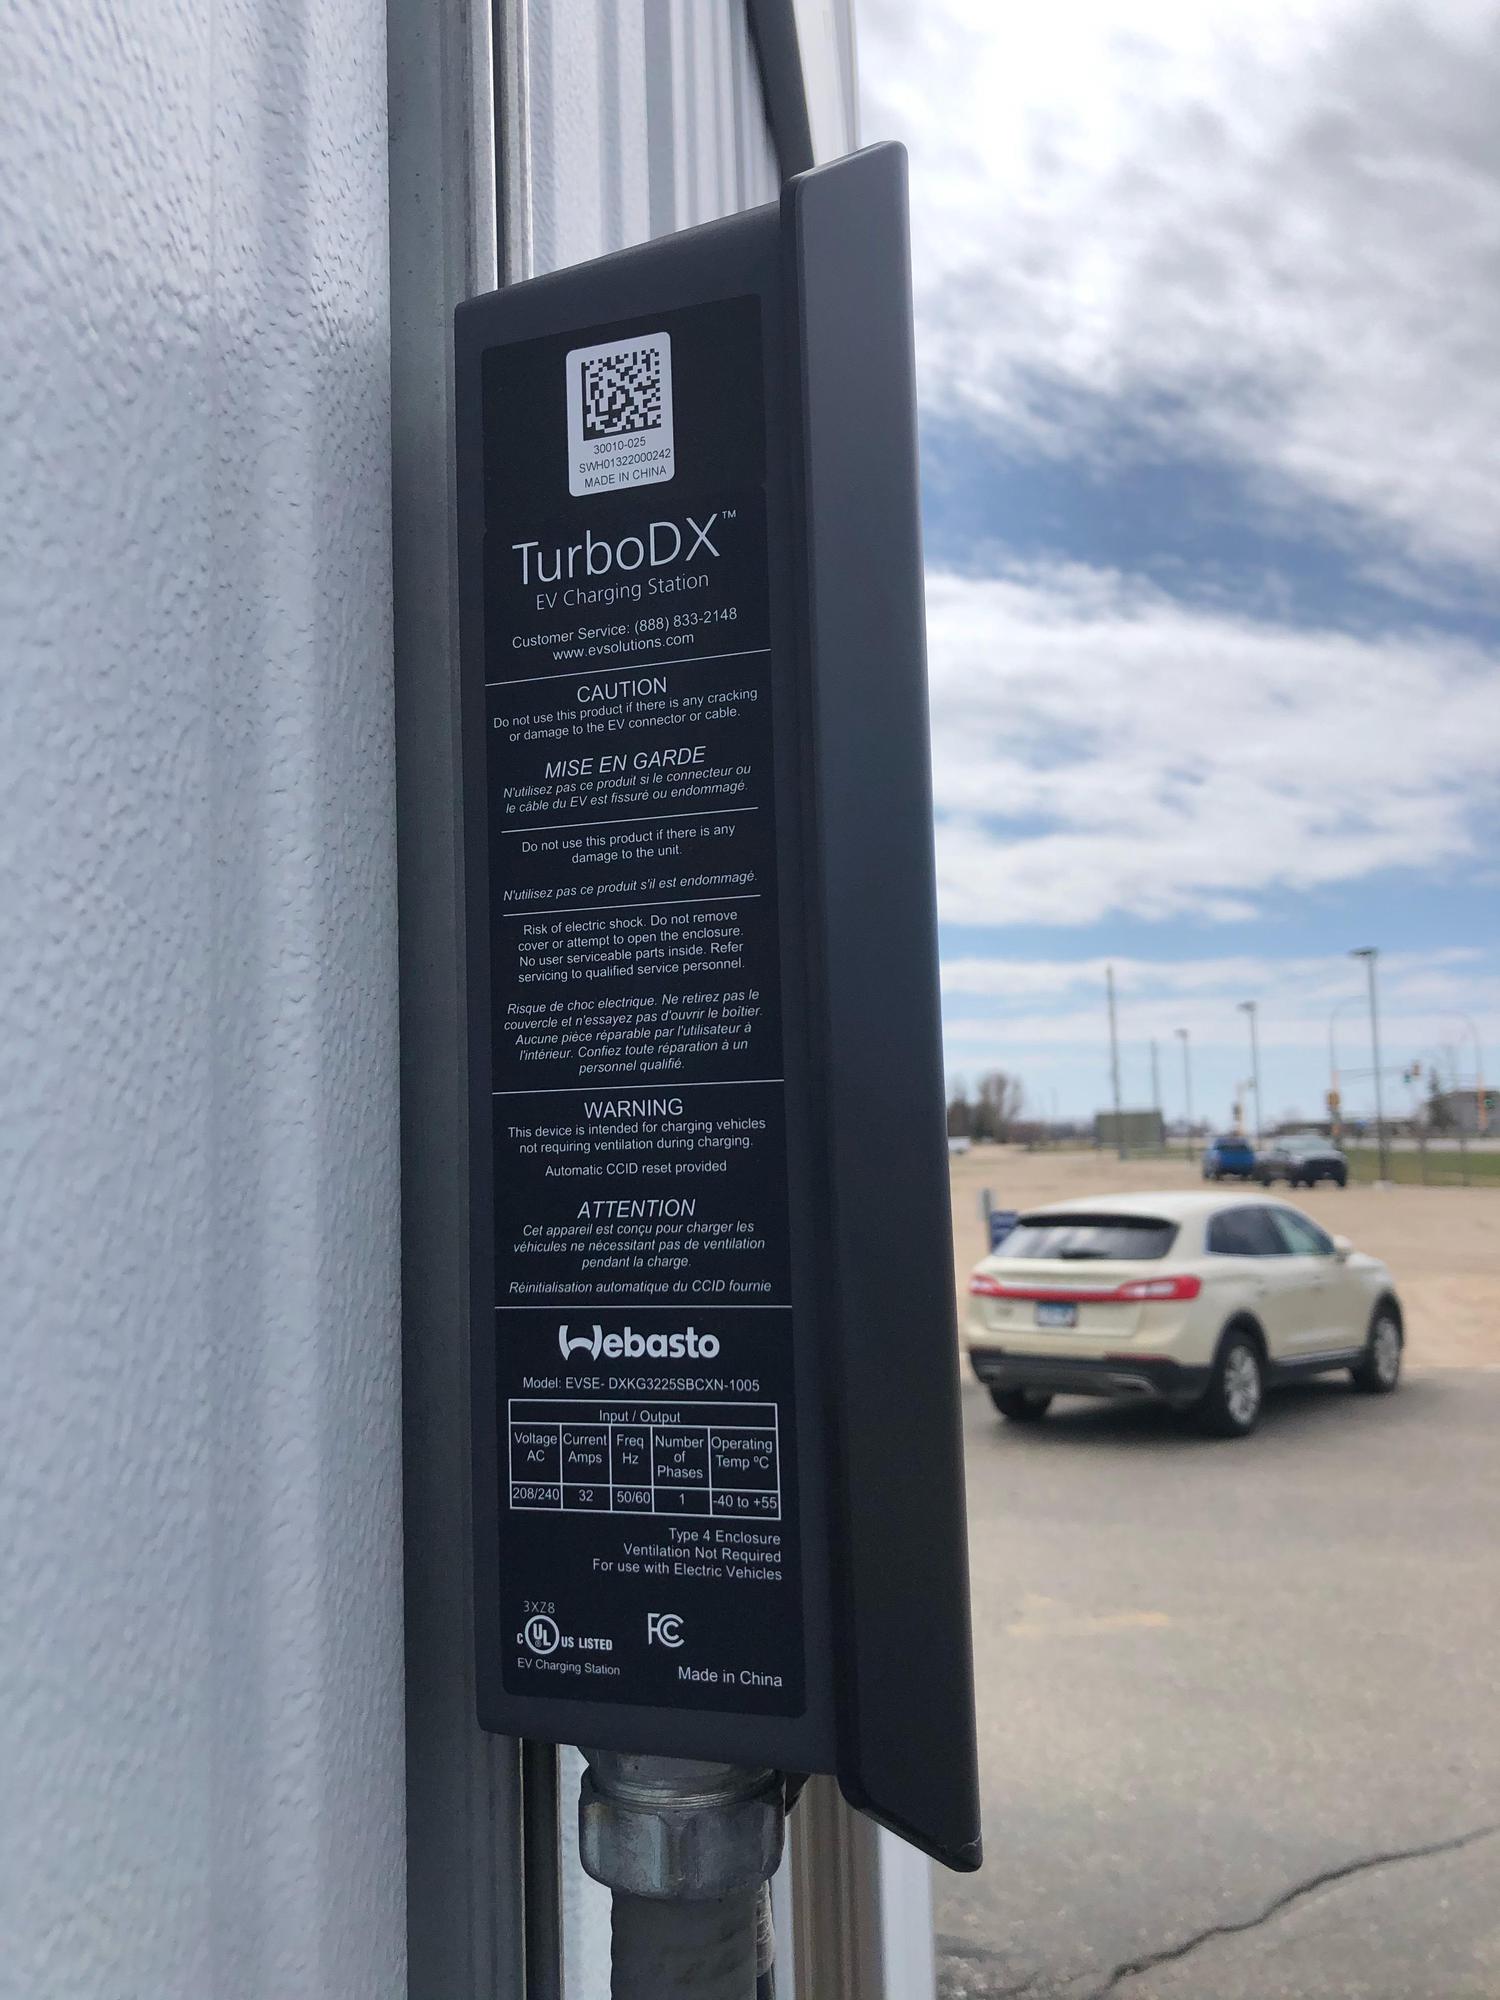 30010-025
SWH01322000242
MADE IN CHINA
TurboDX™
EV Charging Station
Customer Service: (888) 833-2148
www.evsolutions.com
CAUTION
Do not use this product if there is any cracking
or damage to the EV connector or cable.
MISE EN GARDE
N'utilisez pas ce produit si le connecteur ou
le câble du EV est fissuré ou endommagé.
Do not use this product if there is any
damage to the unit.
N'utilisez pas ce produit s'il est endommagé.
Risk of electric shock. Do not remove
cover or attempt to open the enclosure.
No user serviceable parts inside. Refer
servicing to qualified service personnel.
Risque de choc electrique. Ne retirez pas le
couvercle et n'essayez pas d'ouvrir le boîtier.
Aucune pièce réparable par l'utilisateur à
l'intérieur. Confiez toute réparation à un
personnel qualifié.
WARNING
This device is intended for charging vehicles
not requiring ventilation during charging.
Automatic CCID reset provided
ATTENTION
Cet appareil est conçu pour charger les
véhicules ne nécessitant pas de ventilation
pendant la charge.
Réinitialisation automatique du CCID fournie
Webasto
Model: EVSE- DXKG3225SBCXN-1005
Input / Output
Voltage AC Current Amps Freq Hz Number of Phases Operating Temp ºC
208/240 32 50/60 1 -40 to +55
Type 4 Enclosure
Ventilation Not Required
For use with Electric Vehicles
3XZ8
C UL ® US LISTED FC
EV Charging Station
Made in China